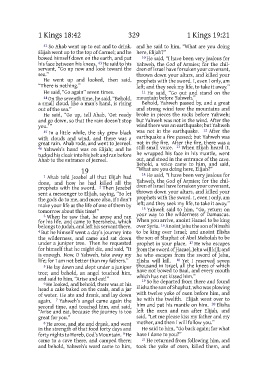 1 Kings 18:42
329
1 Kings 19:21
42 So Ahab went up to eat and to drink.
Elijah went up to the top of Carmel; and he
bowed himself down on the earth, and put
his face between his knees. 43 He said to his
servant, "Go up now and look toward the
sea."
He went up and looked, then said,
"There is nothing."
He said, "Go again" seven times.
44 On the seventh time, he said, "Behold,
a small cloud, like a man's hand, is rising
out of the sea."
He said, "Go up, tell Ahab, 'Get ready
and go down, so that the rain doesn't stop
you.'"
45 In a little while, the sky grew black
with clouds and wind, and there was a
great rain. Ahab rode, and went to Jezreel.
46 Yahweh's hand was on Elijah; and he
tucked his cloak into his belt and ran before
Ahab to the entrance of Jezreel.
19
1 Ahab told Jezebel all that Elijah had
done, and how he had killed all the
prophets with the sword. 2 Then Jezebel
sent a messenger to Elijah, saying, "So let
the gods do to me, and more also, if I don't
make your life as the life of one of them by
tomorrow about this time!"
3 When he saw that, he arose and ran
for his life, and came to Beersheba, which
belongs to Judah, and left his servant there.
4 But he himself went a day's journey into
the wilderness, and came and sat down
under a juniper tree. Then he requested
for himself that he might die, and said, "It
is enough. Now, O Yahweh, take away my
life; for I am not better than my fathers."
5 He lay down and slept under a juniper
tree; and behold, an angel touched him,
and said to him, "Arise and eat!"
6 He looked, and behold, there was at his
head a cake baked on the coals, and a jar
of water. He ate and drank, and lay down
again. 7 Yahweh's angel came again the
second time, and touched him, and said,
"Arise and eat, because the journey is too
great for you."
8 He arose, and ate and drank, and went
in the strength of that food forty days and
forty nights to Horeb, God's Mountain. 9 He
came to a cave there, and camped there;
and behold, Yahweh's word came to him,
and he said to him, "What are you doing
here, Elijah?"
10 He said, "I have been very jealous for
Yahweh, the God of Armies; for the chil-
dren of Israel have forsaken your covenant,
thrown down your altars, and killed your
prophets with the sword. I, even I only, am
left; and they seek my life, to take it away."
11 He said, "Go out and stand on the
mountain before Yahweh."
Behold, Yahweh passed by, and a great
and strong wind tore the mountains and
broke in pieces the rocks before Yahweh;
but Yahweh was not in the wind. After the
wind there was an earthquake; but Yahweh
was not in the earthquake. 12 After the
earthquake a fire passed; but Yahweh was
not in the fire. After the fire, there was a
still small voice. 13 When Elijah heard it,
he wrapped his face in his mantle, went
out, and stood in the entrance of the cave.
Behold, a voice came to him, and said,
"What are you doing here, Elijah?"
14 He said, "I have been very jealous for
Yahweh, the God of Armies; for the chil-
dren of Israel have forsaken your covenant,
thrown down your altars, and killed your
prophets with the sword. I, even I only, am
left; and they seek my life, to take it away."
15 Yahweh said to him, "Go, return on
your way to the wilderness of Damascus.
When you arrive, anoint Hazael to be king
over Syria. 16 Anoint Jehu the son of Nimshi
to be king over Israel; and anoint Elisha
the son of Shaphat of Abel Meholah to be
prophet in your place. 17 He who escapes
from the sword of Hazael, Jehu will kill; and
he who escapes from the sword of Jehu,
Elisha will kill. 18 Yet I reserved seven
thousand in Israel, all the knees of which
have not bowed to Baal, and every mouth
which has not kissed him."
19 So he departed from there and found
Elisha the son of Shaphat, who was plowing
with twelve yoke of oxen before him, and
he with the twelfth. Elijah went over to
him and put his mantle on him. 20 Elisha
left the oxen and ran after Elijah, and
said, "Let me please kiss my father and my
mother, and then I will follow you."
He said to him, "Go back again; for what
have I done to you?"
21 He returned from following him, and
took the yoke of oxen, killed them, and